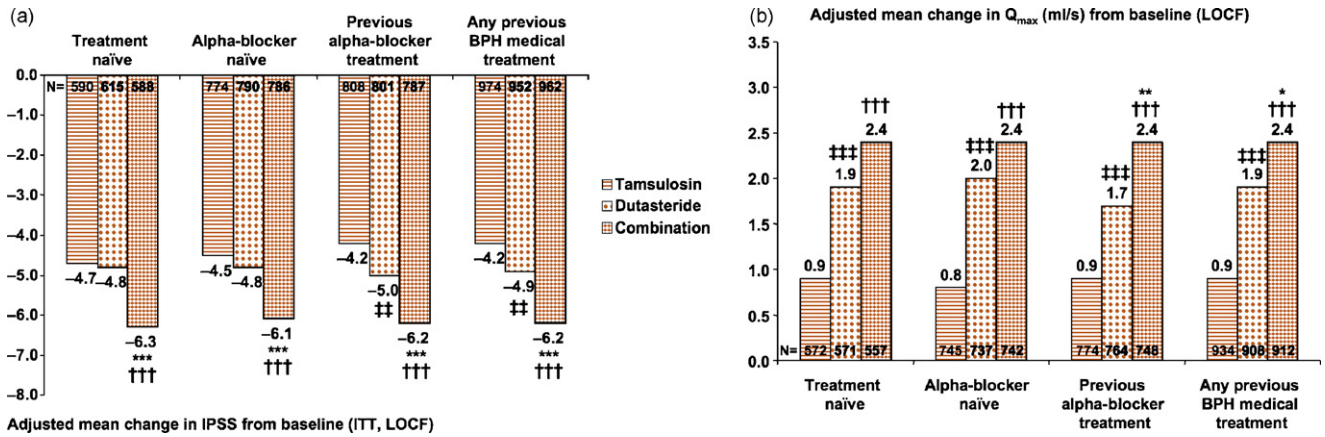 (a)
Treatment naïve
Alpha-blocker naïve
Previous alpha-blocker treatment
Any previous BPH medical treatment
0.0
–1.0
–2.0
–3.0
–4.0
–5.0
–6.0
–7.0
–8.0
N= 590 615 588
774 790 786
808 801 787
974 952 962
–4.7
–4.8
–6.3
***
†††
–4.5
–4.8
–6.1
***
†††
–4.2
–5.0
‡‡
–6.2
***
†††
–4.2
–4.9
‡‡
–6.2
***
†††
Adjusted mean change in IPSS from baseline (ITT, LOCF)
Tamsulosin
Dutasteride
Combination
(b)
Adjusted mean change in Qmax (ml/s) from baseline (LOCF)
3.5
3.0
2.5
2.0
1.5
1.0
0.5
0.0
0.9
‡‡‡
1.9
†††
2.4
0.8
‡‡‡
2.0
†††
2.4
0.9
‡‡‡
1.7
**
†††
2.4
0.9
‡‡‡
1.9
*
†††
2.4
N= 572 571 557
745 737 742
774 764 748
934 908 912
Treatment naïve
Alpha-blocker naïve
Previous alpha-blocker treatment
Any previous BPH medical treatment